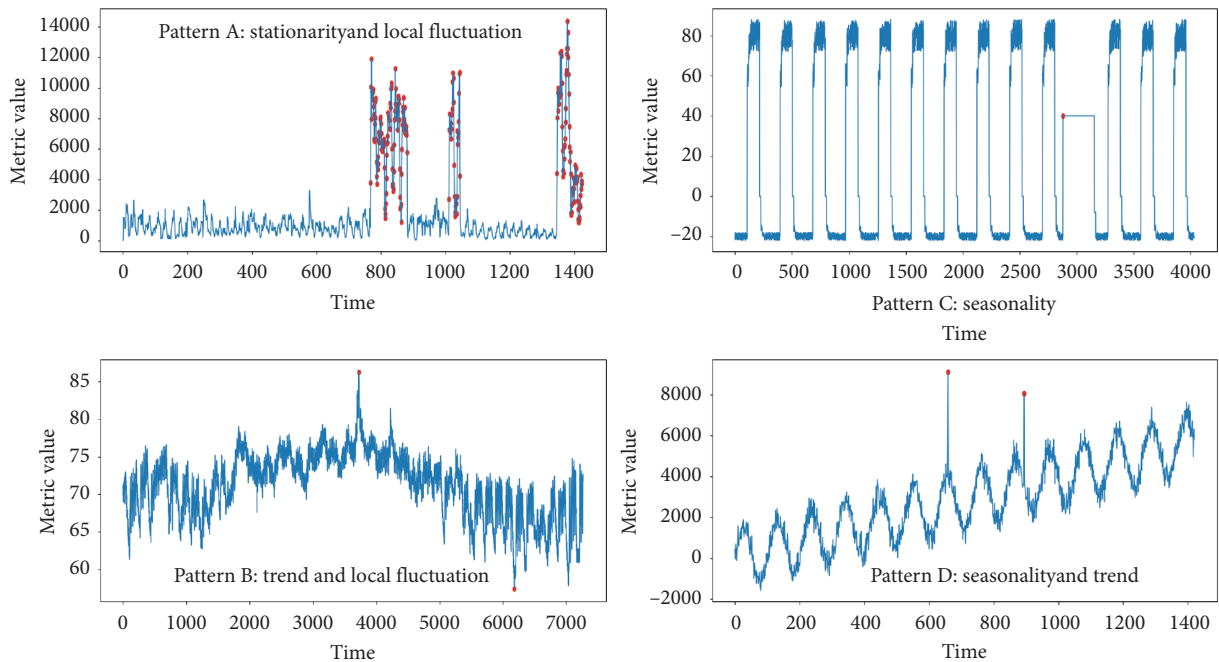 14000
12000
10000
8000
6000
4000
2000
0
Metric value
Pattern A: stationarityand local fluctuation
0 200 400 600 800 1000 1200 1400
Time
80
60
40
20
0
−20
Metric value
0 500 1000 1500 2000 2500 3000 3500 4000
Pattern C: seasonality
Time
85
80
75
70
65
60
Metric value
Pattern B: trend and local fluctuation
0 1000 2000 3000 4000 5000 6000 7000
Time
8000
6000
4000
2000
0
−2000
Metric value
Pattern D: seasonalityand trend
0 200 400 600 800 1000 1200 1400
Time